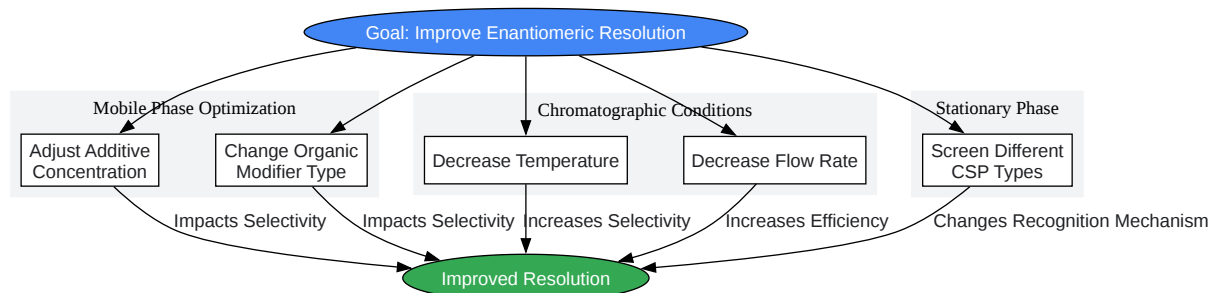 Goal: Improve Enantiomeric Resolution
Mobile Phase Optimization
Chromatographic Conditions
Stationary Phase
Adjust Additive
Concentration
Change Organic
Modifier Type
Decrease Temperature
Decrease Flow Rate
Screen Different
CSP Types
Impacts Selectivity
Impacts Selectivity
Increases Selectivity
Increases Efficiency
Changes Recognition Mechanism
Improved Resolution